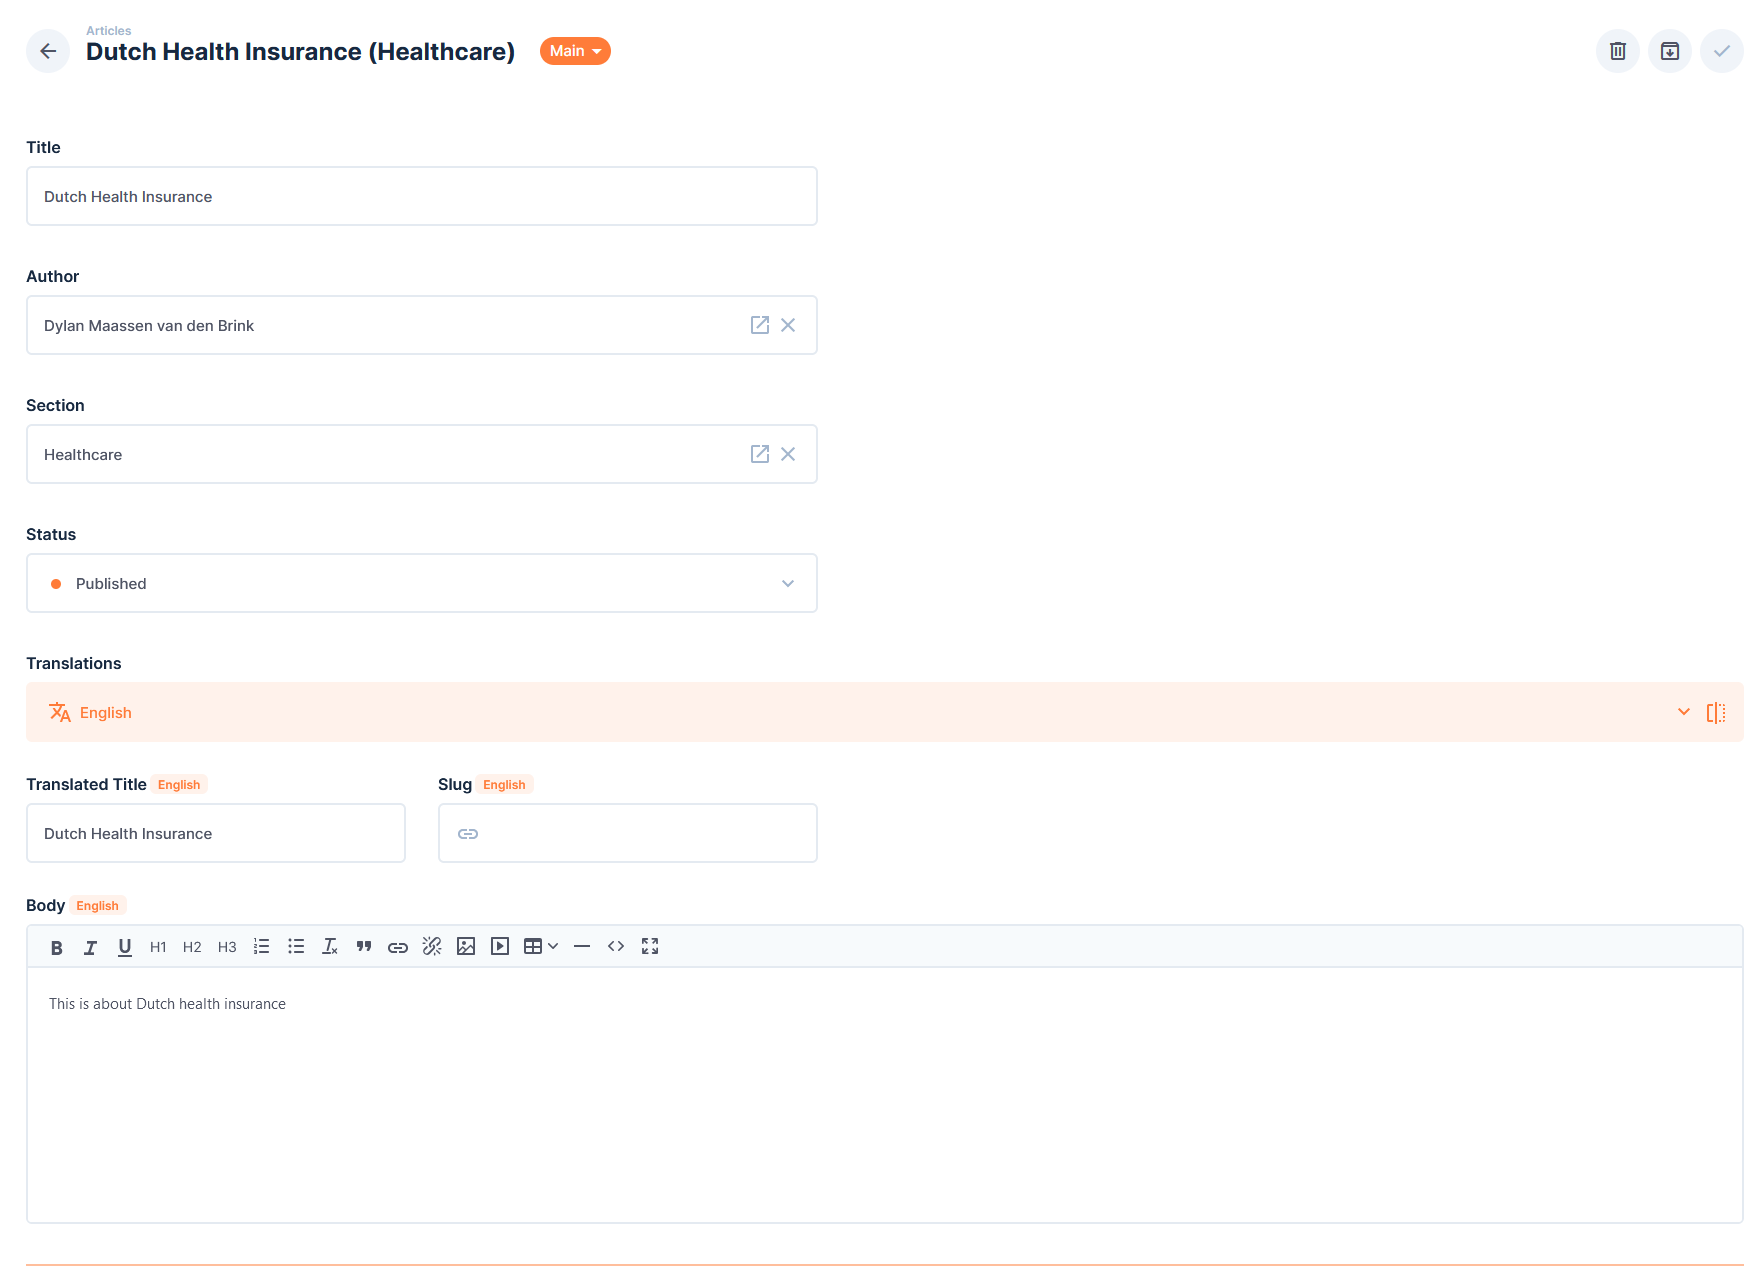 Articles
Dutch Health Insurance (Healthcare)
Main
Title
Dutch Health Insurance
Author
Dylan Maassen van den Brink
Section
Healthcare
Status
Published
Translations
English
Translated Title English
Slug English
Dutch Health Insurance
Body English
B I U H1 H2 H3
This is about Dutch health insurance